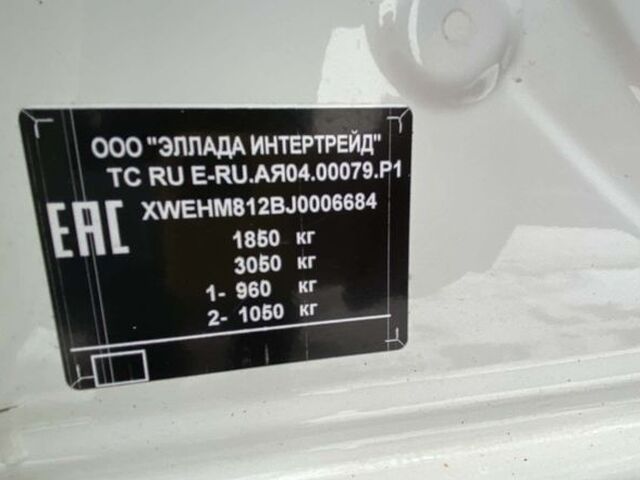 ООО "ЭЛЛАДА ИНТЕРТРЕЙД"
ТС RU E-RU.АЯ04.00079.Р1
EAC
XWEHM812BJ0006684
1850 кг
3050 кг
1- 960 кг
2- 1050 кг